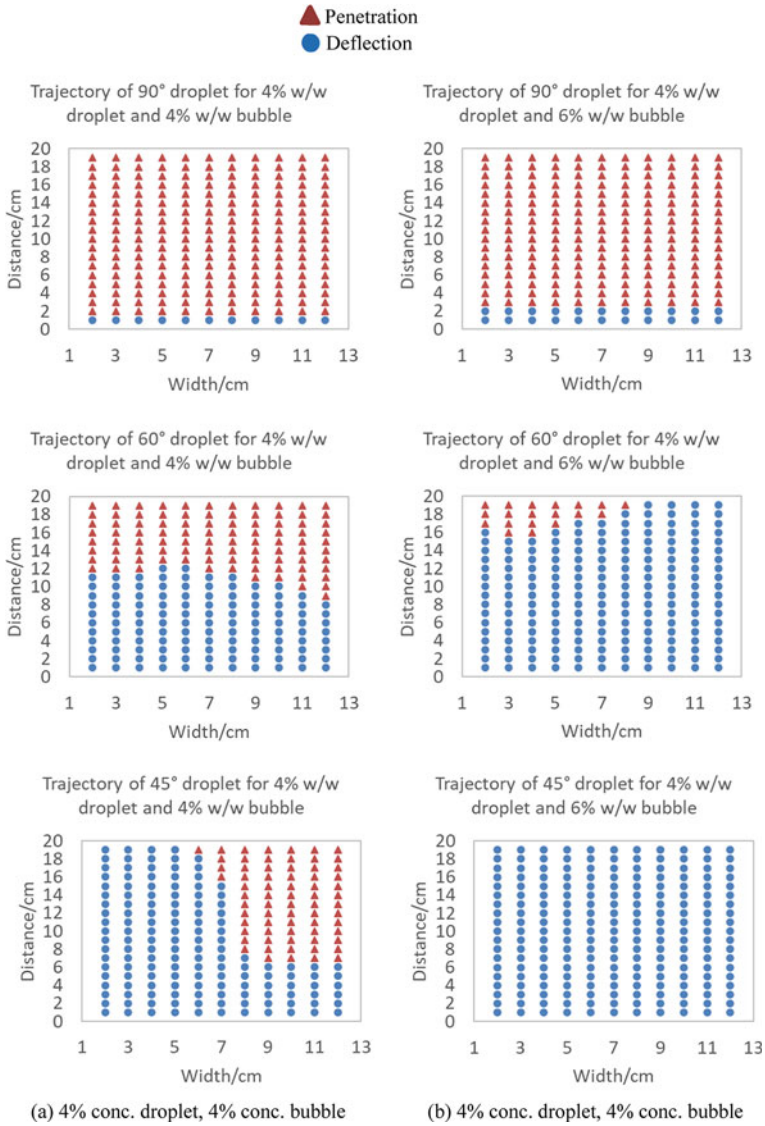 Penetration
Deflection
Trajectory of 90° droplet for 4% w/w
droplet and 4% w/w bubble
20
18
16
14
12
10
8
6
4
2
0
Distance/cm
1 3 5 7 9 11 13
Width/cm
Trajectory of 90° droplet for 4% w/w
droplet and 6% w/w bubble
20
18
16
14
12
10
8
6
4
2
0
Distance/cm
1 3 5 7 9 11 13
Width/cm
Trajectory of 60° droplet for 4% w/w
droplet and 4% w/w bubble
20
18
16
14
12
10
8
6
4
2
0
Distance/cm
1 3 5 7 9 11 13
Width/cm
Trajectory of 60° droplet for 4% w/w
droplet and 6% w/w bubble
20
18
16
14
12
10
8
6
4
2
0
Distance/cm
1 3 5 7 9 11 13
Width/cm
Trajectory of 45° droplet for 4% w/w
droplet and 4% w/w bubble
20
18
16
14
12
10
8
6
4
2
0
Distance/cm
1 3 5 7 9 11 13
Width/cm
Trajectory of 45° droplet for 4% w/w
droplet and 6% w/w bubble
20
18
16
14
12
10
8
6
4
2
0
Distance/cm
1 3 5 7 9 11 13
Width/cm
(a) 4% conc. droplet, 4% conc. bubble
(b) 4% conc. droplet, 4% conc. bubble